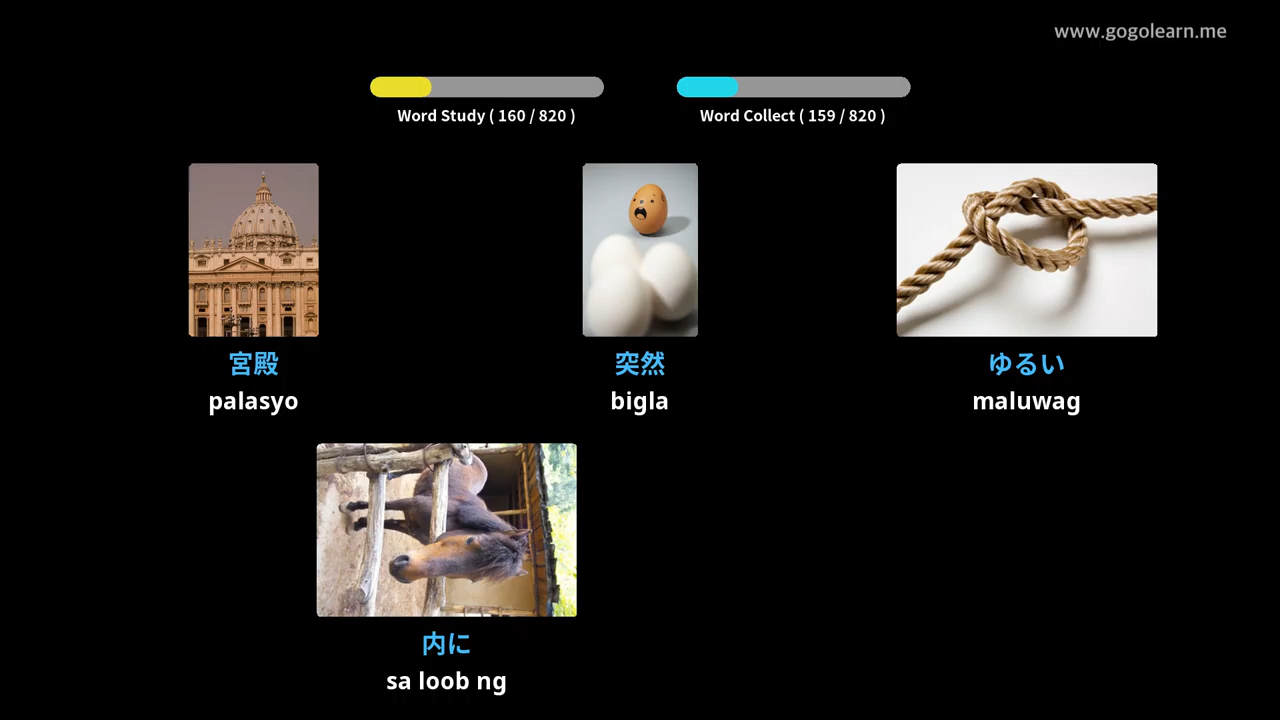 www.gogolearn.me
Word Study ( 160 / 820 )
Word Collect ( 159 / 820 )
宮殿
palasyo
突然
bigla
ゆるい
maluwag
内に
sa loob ng